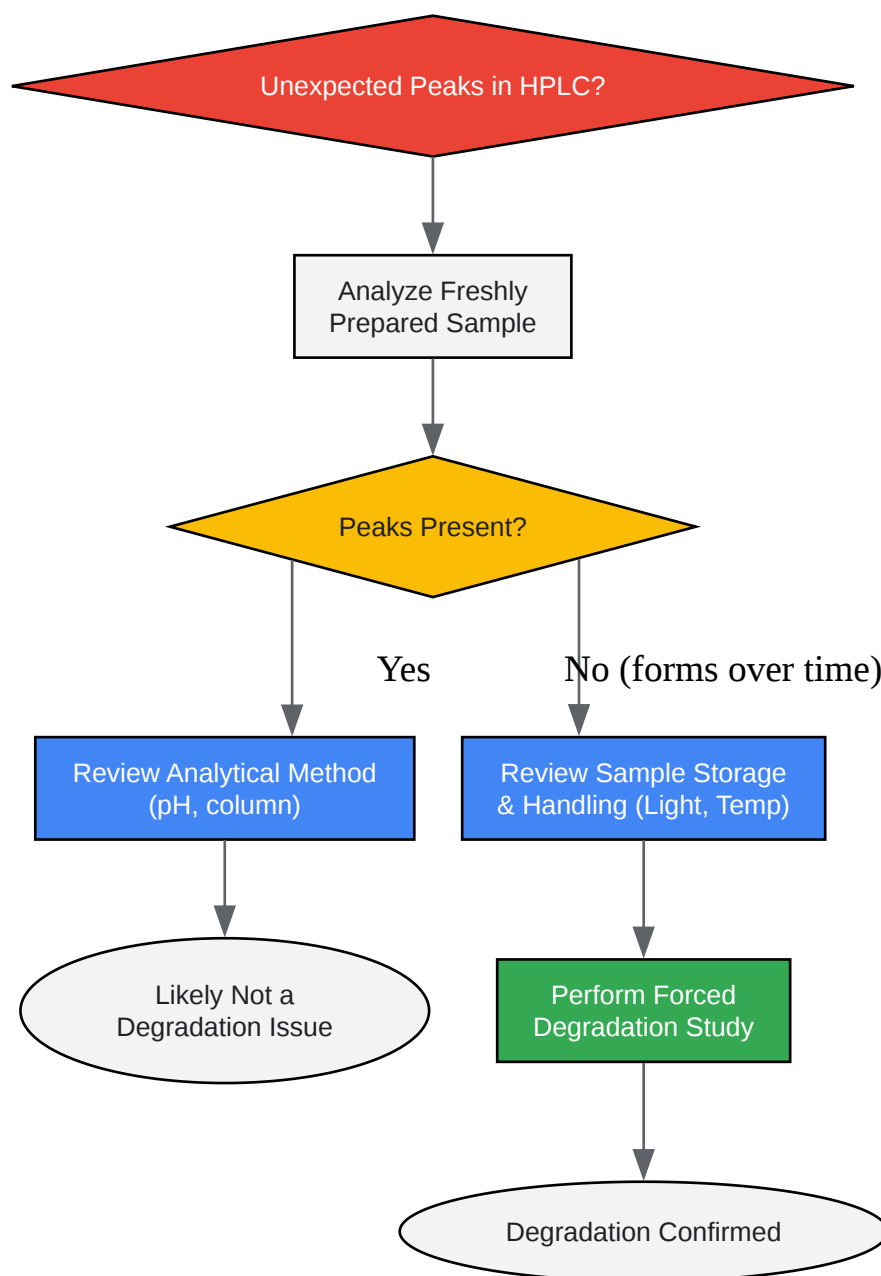 Unexpected Peaks in HPLC?
Analyze Freshly
Prepared Sample
Peaks Present?
Yes
No (forms over time)
Review Analytical Method
(pH, column)
Review Sample Storage
& Handling (Light, Temp)
Likely Not a
Degradation Issue
Perform Forced
Degradation Study
Degradation Confirmed